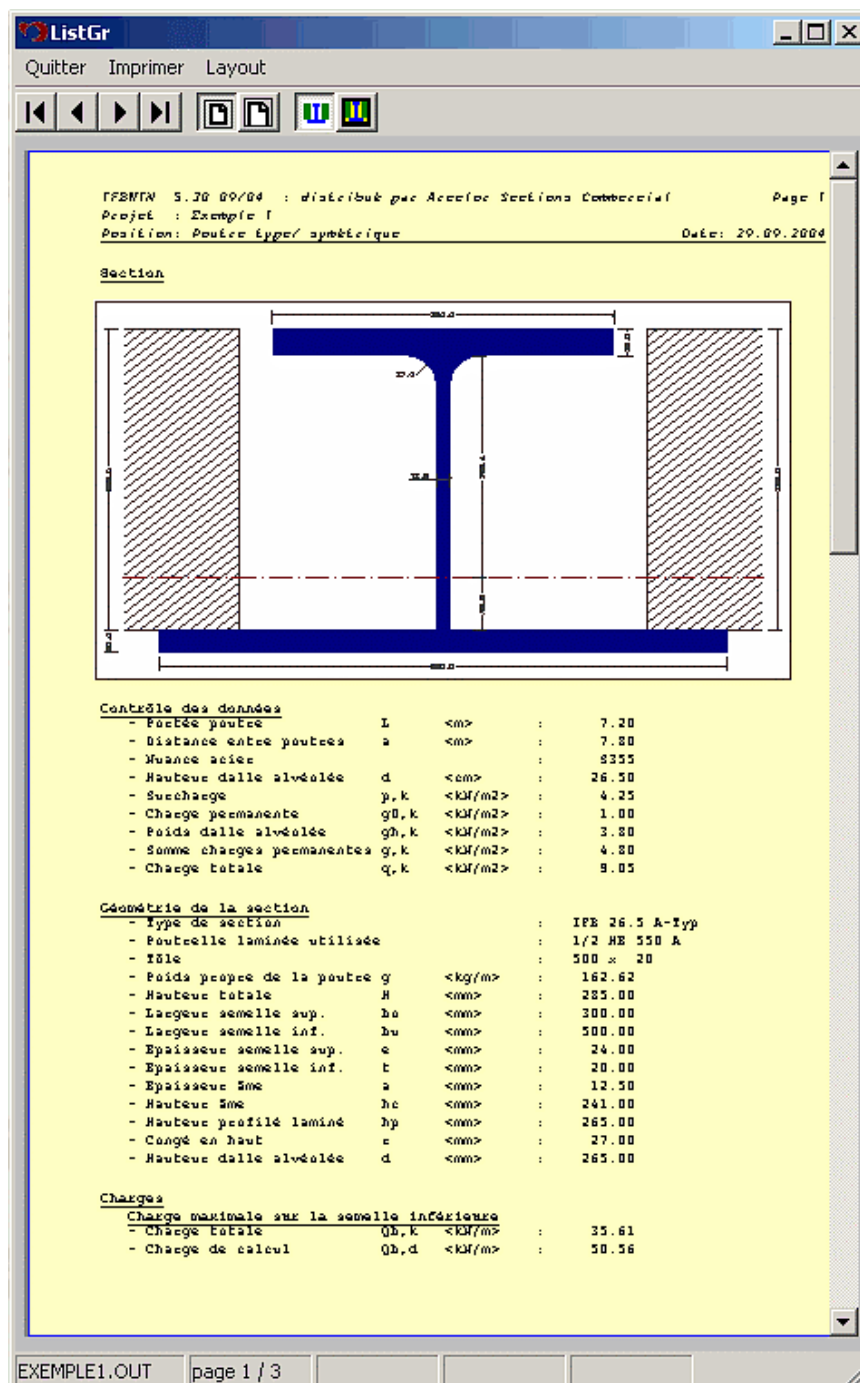 ListGr
Quitter Imprimer Layout
IFBWIN 5.30 09/04 : distribué par Arcelor Sections Commercial Page 1
Projet : Exemple 1
Position: Poutre type/ symétrique Date: 29.09.2004
Section
Contrôle des données
- Portée poutre L <m> : 7.20
- Distance entre poutres a <m> : 7.80
- Nuance acier : S355
- Hauteur dalle alvéolée d <cm> : 26.50
- Surcharge p,k <kN/m2> : 4.25
- Charge permanente g0,k <kN/m2> : 1.00
- Poids dalle alvéolée gh,k <kN/m2> : 3.80
- Somme charges permanentes g,k <kN/m2> : 4.80
- Charge totale q,k <kN/m2> : 9.05
Géométrie de la section
- Type de section : IFB 26.5 A-Typ
- Poutrelle laminée utilisée : 1/2 HE 550 A
- Tôle : 500 x 20
- Poids propre de la poutre g <kg/m> : 162.62
- Hauteur totale H <mm> : 285.00
- Largeur semelle sup. bo <mm> : 300.00
- Largeur semelle inf. bu <mm> : 500.00
- Epaisseur semelle sup. e <mm> : 24.00
- Epaisseur semelle inf. t <mm> : 20.00
- Epaisseur âme a <mm> : 12.50
- Hauteur âme hc <mm> : 241.00
- Hauteur profilé laminé hp <mm> : 265.00
- Congé en haut r <mm> : 27.00
- Hauteur dalle alvéolée d <mm> : 265.00
Charges
Charge maximale sur la semelle inférieure
- Charge totale Qb,k <kN/m> : 35.61
- Charge de calcul Qb,d <kN/m> : 50.56
EXEMPLE1.OUT page 1 / 3